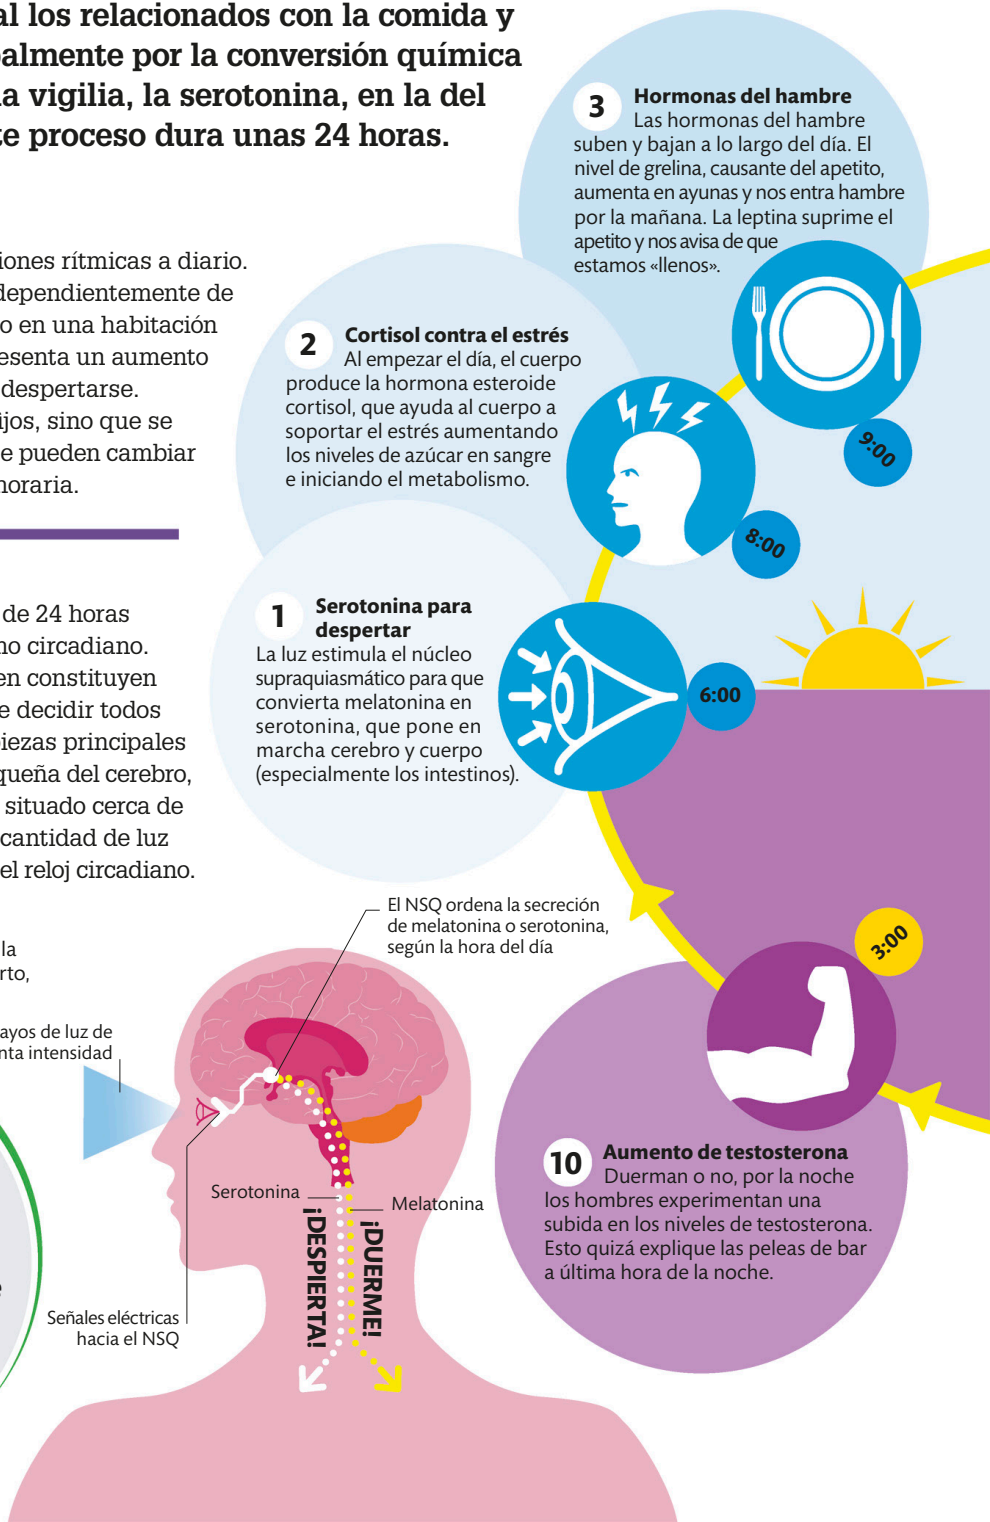 al los relacionados con la comida y
palmente por la conversión química
la vigilia, la serotonina, en la del
te proceso dura unas 24 horas.
iones rítmicas a diario.
dependientemente de
o en una habitación
esenta un aumento
despertarse.
ijos, sino que se
e pueden cambiar
horaria.
de 24 horas
no circadiano.
en constituyen
e decidir todos
piezas principales
queña del cerebro,
situado cerca de
cantidad de luz
el reloj circadiano.
3
Hormonas del hambre
Las hormonas del hambre
suben y bajan a lo largo del día. El
nivel de grelina, causante del apetito,
aumenta en ayunas y nos entra hambre
por la mañana. La leptina suprime el
apetito y nos avisa de que
estamos «llenos».
9:00
2
Cortisol contra el estrés
Al empezar el día, el cuerpo
produce la hormona esteroide
cortisol, que ayuda al cuerpo a
soportar el estrés aumentando
los niveles de azúcar en sangre
e iniciando el metabolismo.
8:00
1
Serotonina para
despertar
La luz estimula el núcleo
supraquiasmático para que
convierta melatonina en
serotonina, que pone en
marcha cerebro y cuerpo
(especialmente los intestinos).
6:00
la
rto,
ayos de luz de
nta intensidad
El NSQ ordena la secreción
de melatonina o serotonina,
según la hora del día
Serotonina
Melatonina
¡DESPIERTA!
¡DUERME!
Señales eléctricas
hacia el NSQ
3:00
10
Aumento de testosterona
Duerman o no, por la noche
los hombres experimentan una
subida en los niveles de testosterona.
Esto quizá explique las peleas de bar
a última hora de la noche.